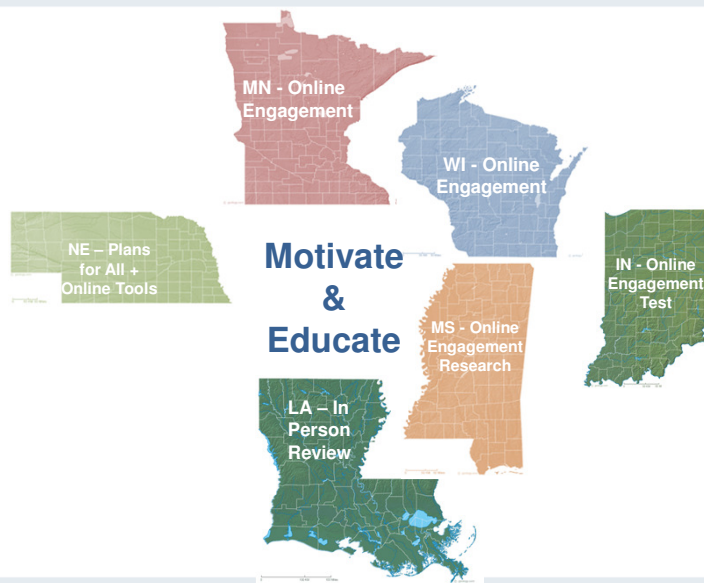 MN - Online
Engagement
WI - Online
Engagement
NE – Plans
for All +
Online Tools
Motivate
&
Educate
IN - Online
Engagement
Test
MS - Online
Engagement
Research
LA – In
Person
Review